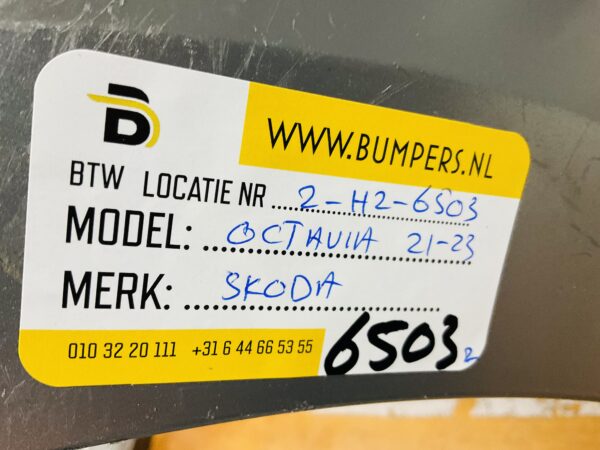 B
WWW.BUMPERS.NL
BTW LOCATIE NR 2-H2-6503
MODEL: OCTAVIA 21-23
MERK: SKODA
010 32 20 111 +31 6 44 66 53 55
6503 2